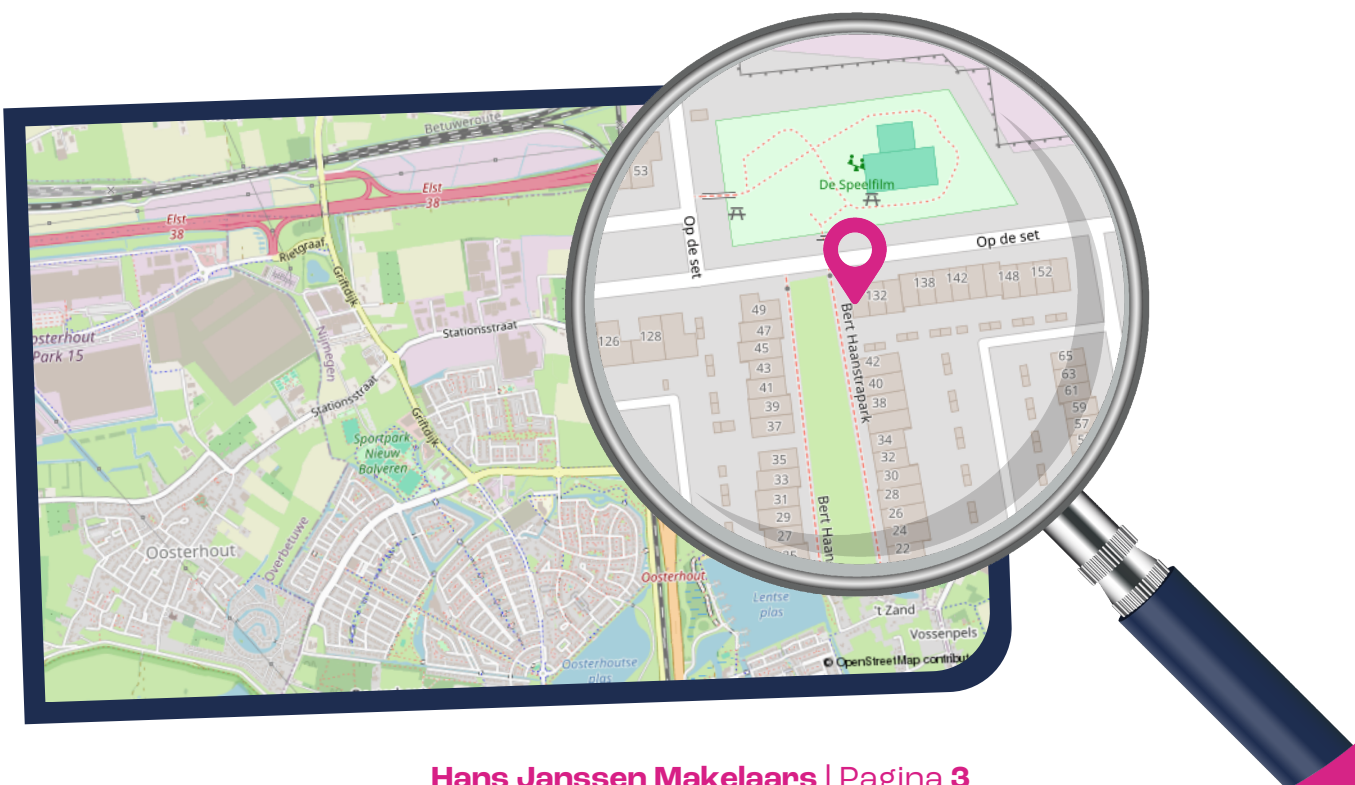 Betuweroute
Elst
38
Elst
38
Rietgraaf
Griftdijk
Nijmegen
Stationsstraat
Park 15
Stationsstraat
Griftdijk
Sportpark
Nieuw
Balveren
Oosterhout
Overbetuwe
Oosterhout
Lentse
plas
't Zand
Vossenpels
Oosterhoutse
plas
© OpenStreetMap
53
De Speelfilm
Op de set
Op de set
132
138
142
148
152
126
128
49
47
45
43
41
39
37
35
33
31
29
27
Bert Haanstrapark
42
40
38
34
32
30
28
26
24
22
65
63
61
59
57
Bert
Hans Janssen Makelaars | Pagina 3